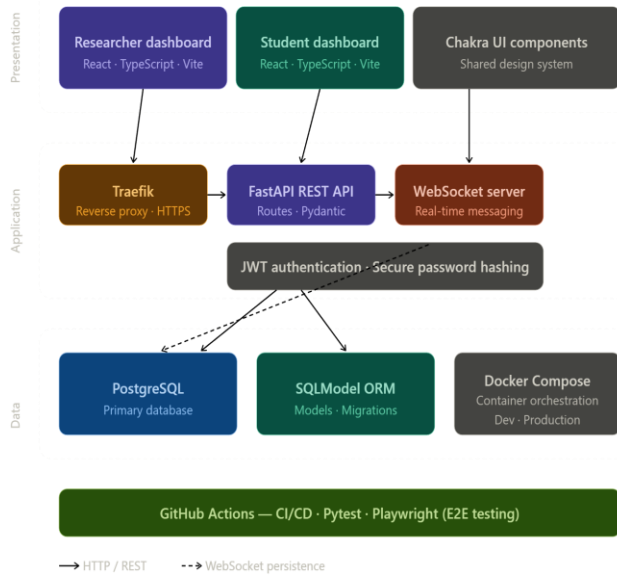 Presentation
Researcher dashboard
React · TypeScript · Vite
Student dashboard
React · TypeScript · Vite
Chakra UI components
Shared design system
Application
Traefik
Reverse proxy · HTTPS
FastAPI REST API
Routes · Pydantic
WebSocket server
Real-time messaging
JWT authentication · Secure password hashing
Data
PostgreSQL
Primary database
SQLModel ORM
Models · Migrations
Docker Compose
Container orchestration
Dev · Production
GitHub Actions — CI/CD · Pytest · Playwright (E2E testing)
HTTP / REST
WebSocket persistence